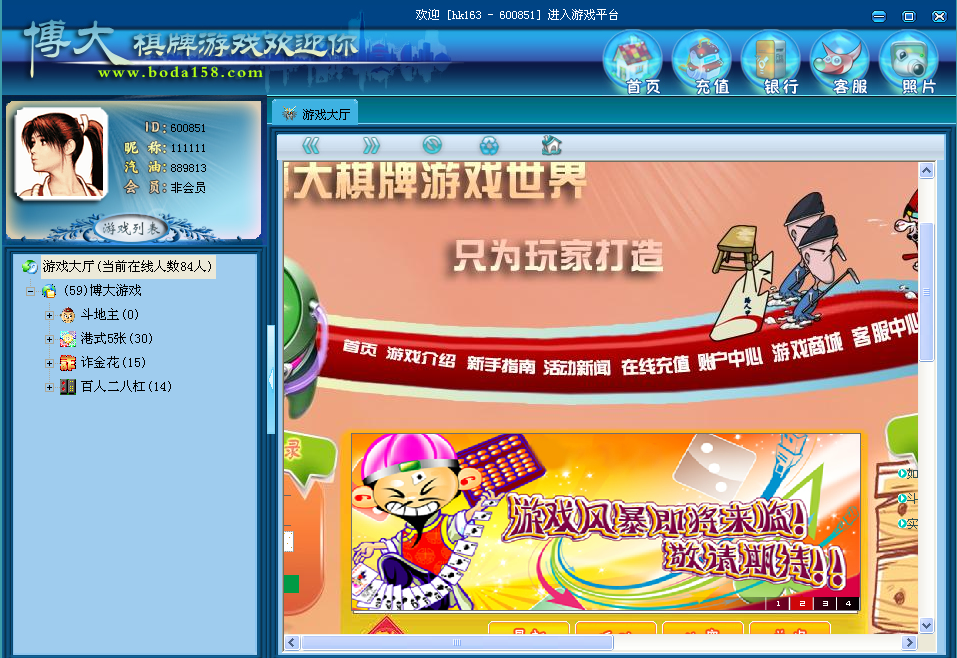 欢迎 [hk163 - 600851] 进入游戏平台
博大 棋牌游戏欢迎你
www.boda158.com
首页 充值 银行 客服 照片
ID: 600851
昵 称: 111111
汽 油: 889813
会 员: 非会员
游戏列表
游戏大厅(当前在线人数84人)
(59)博大游戏
斗地主(0)
港式5张(30)
诈金花(15)
百人二八杠(14)
游戏大厅
大棋牌游戏世界
只为玩家打造
首页 游戏介绍 新手指南 活动新闻 在线充值 账户中心 游戏商城 客服中心
录
游戏风暴即将来临!
敬请期待!!
1 2 3 4
如
斗
买